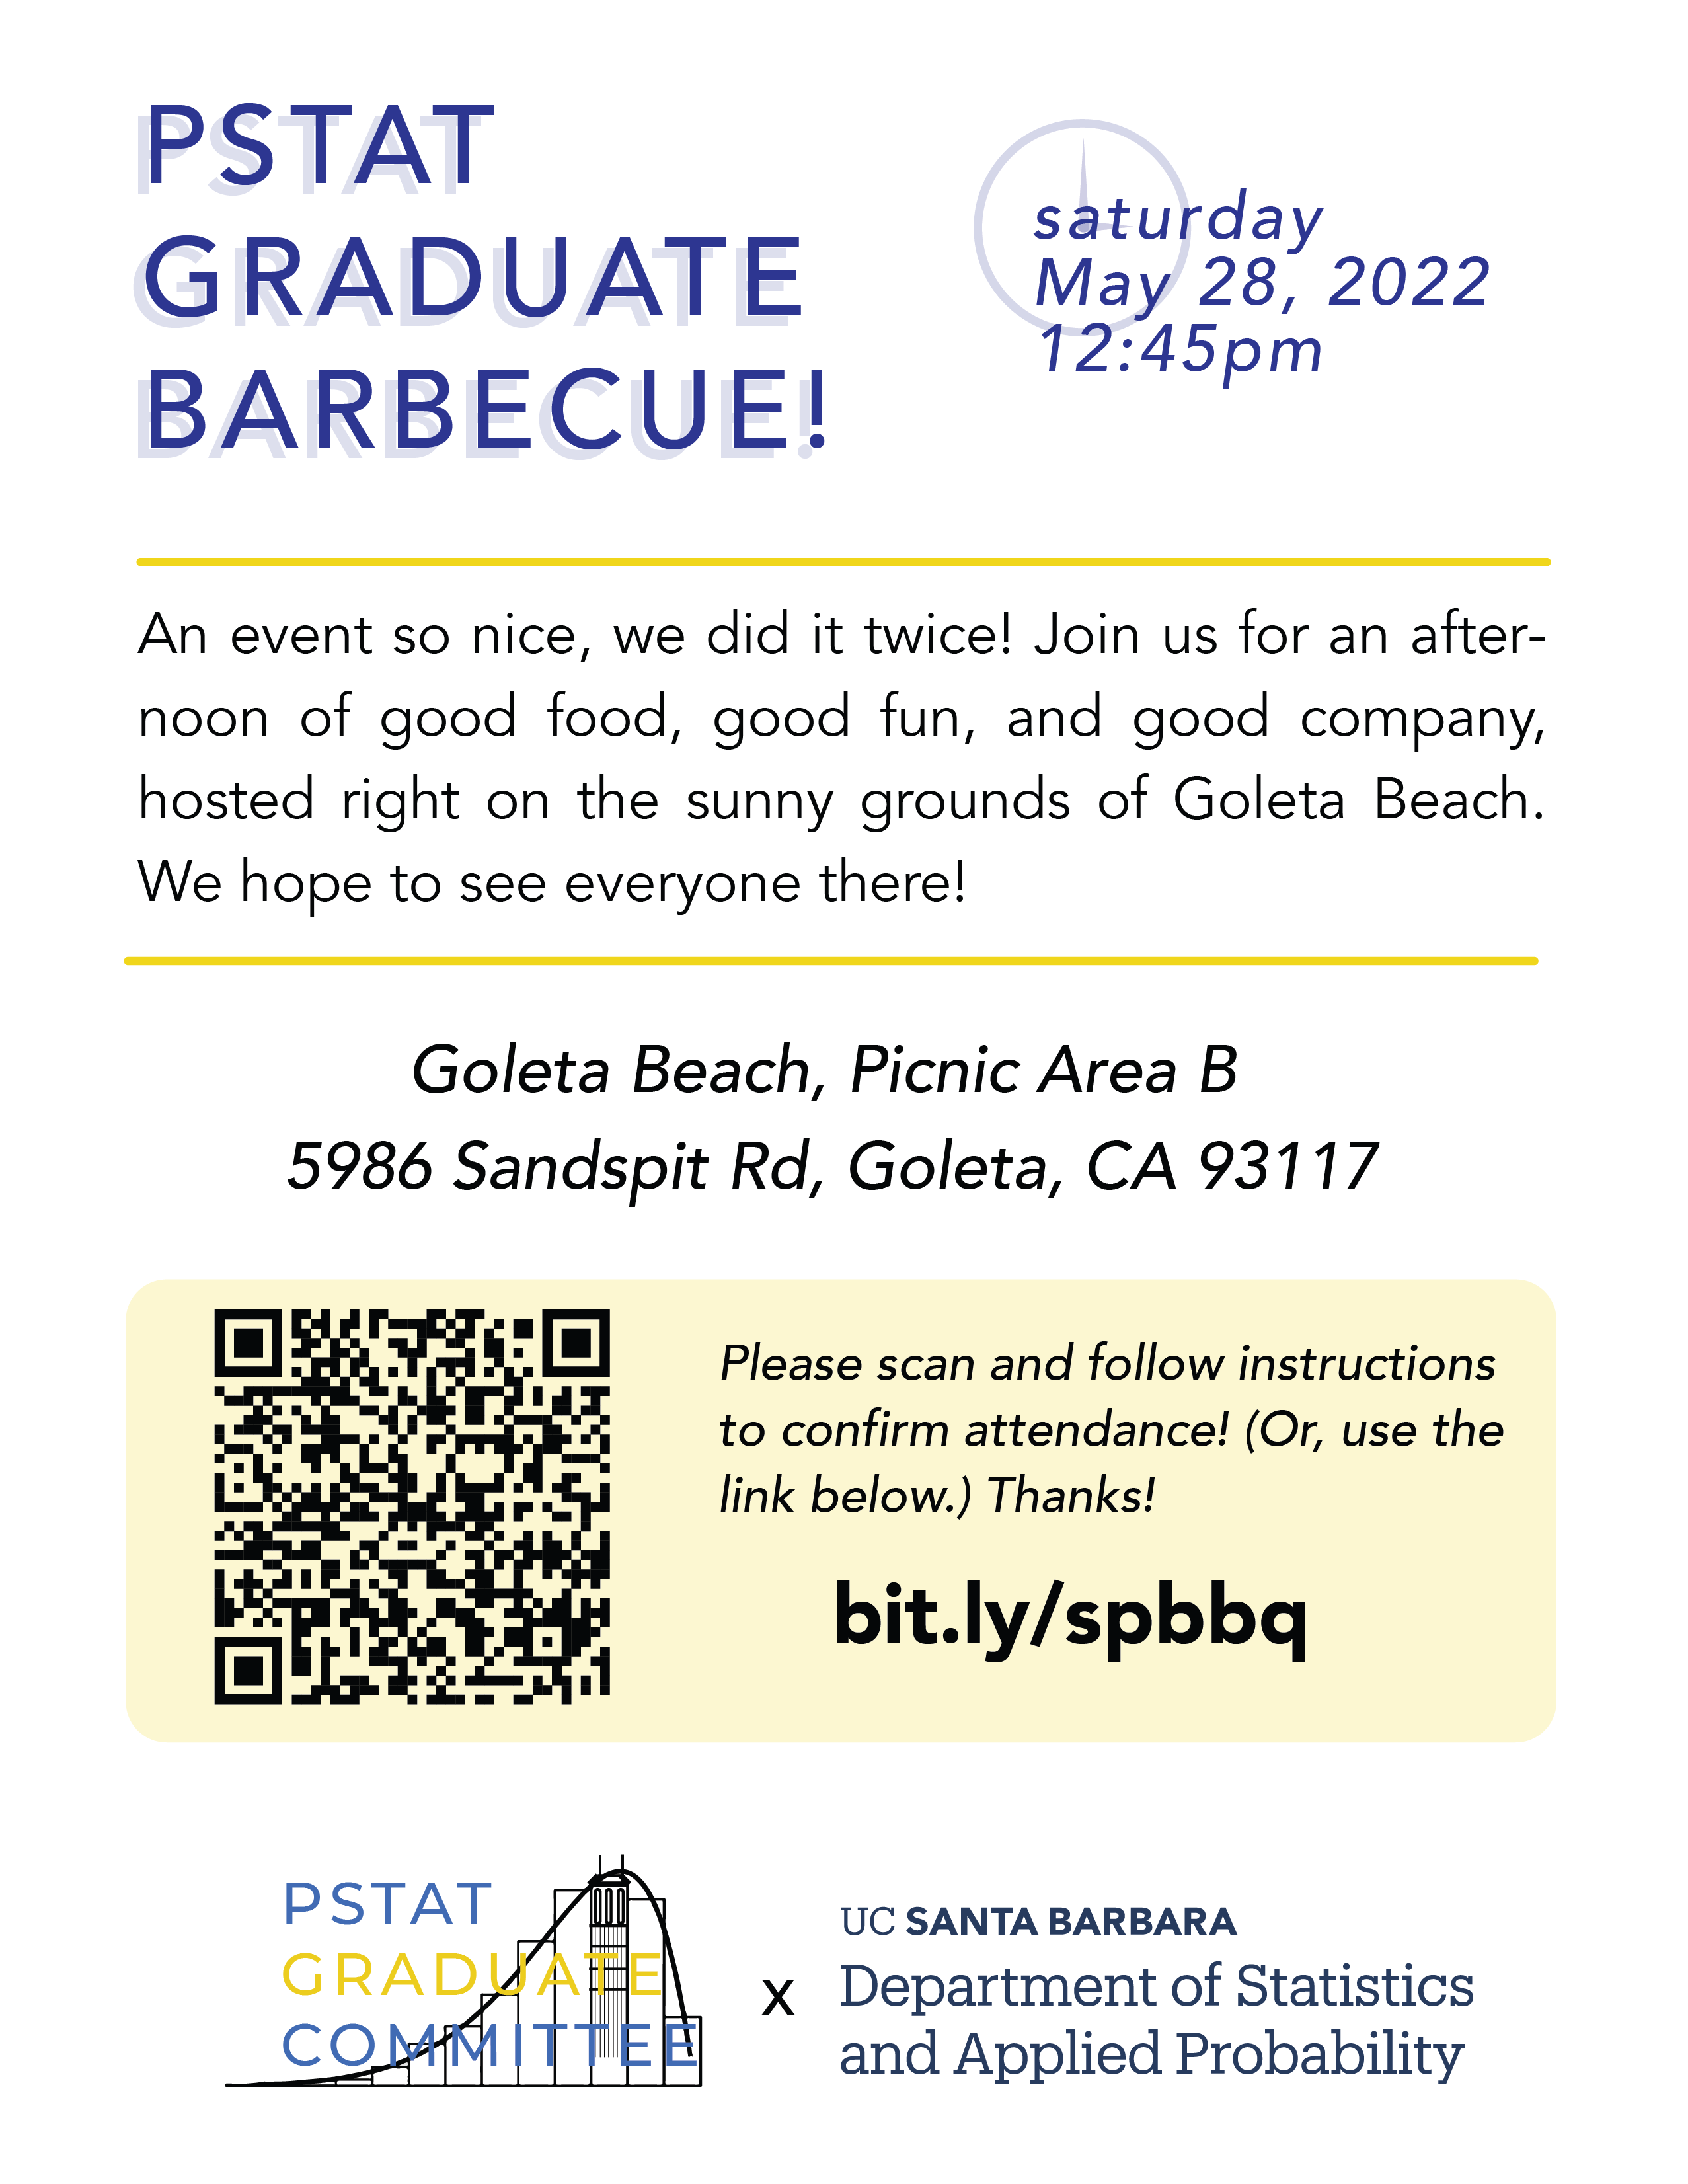 PSTAT
GRADUATE
BARBECUE!
saturday
May 28, 2022
12:45pm
An event so nice, we did it twice! Join us for an after-
noon of good food, good fun, and good company,
hosted right on the sunny grounds of Goleta Beach.
We hope to see everyone there!
Goleta Beach, Picnic Area B
5986 Sandspit Rd, Goleta, CA 93117
Please scan and follow instructions
to confirm attendance! (Or, use the
link below.) Thanks!
bit.ly/spbbq
PSTAT
GRADUATE
COMMITTEE
x
UC SANTA BARBARA
Department of Statistics
and Applied Probability